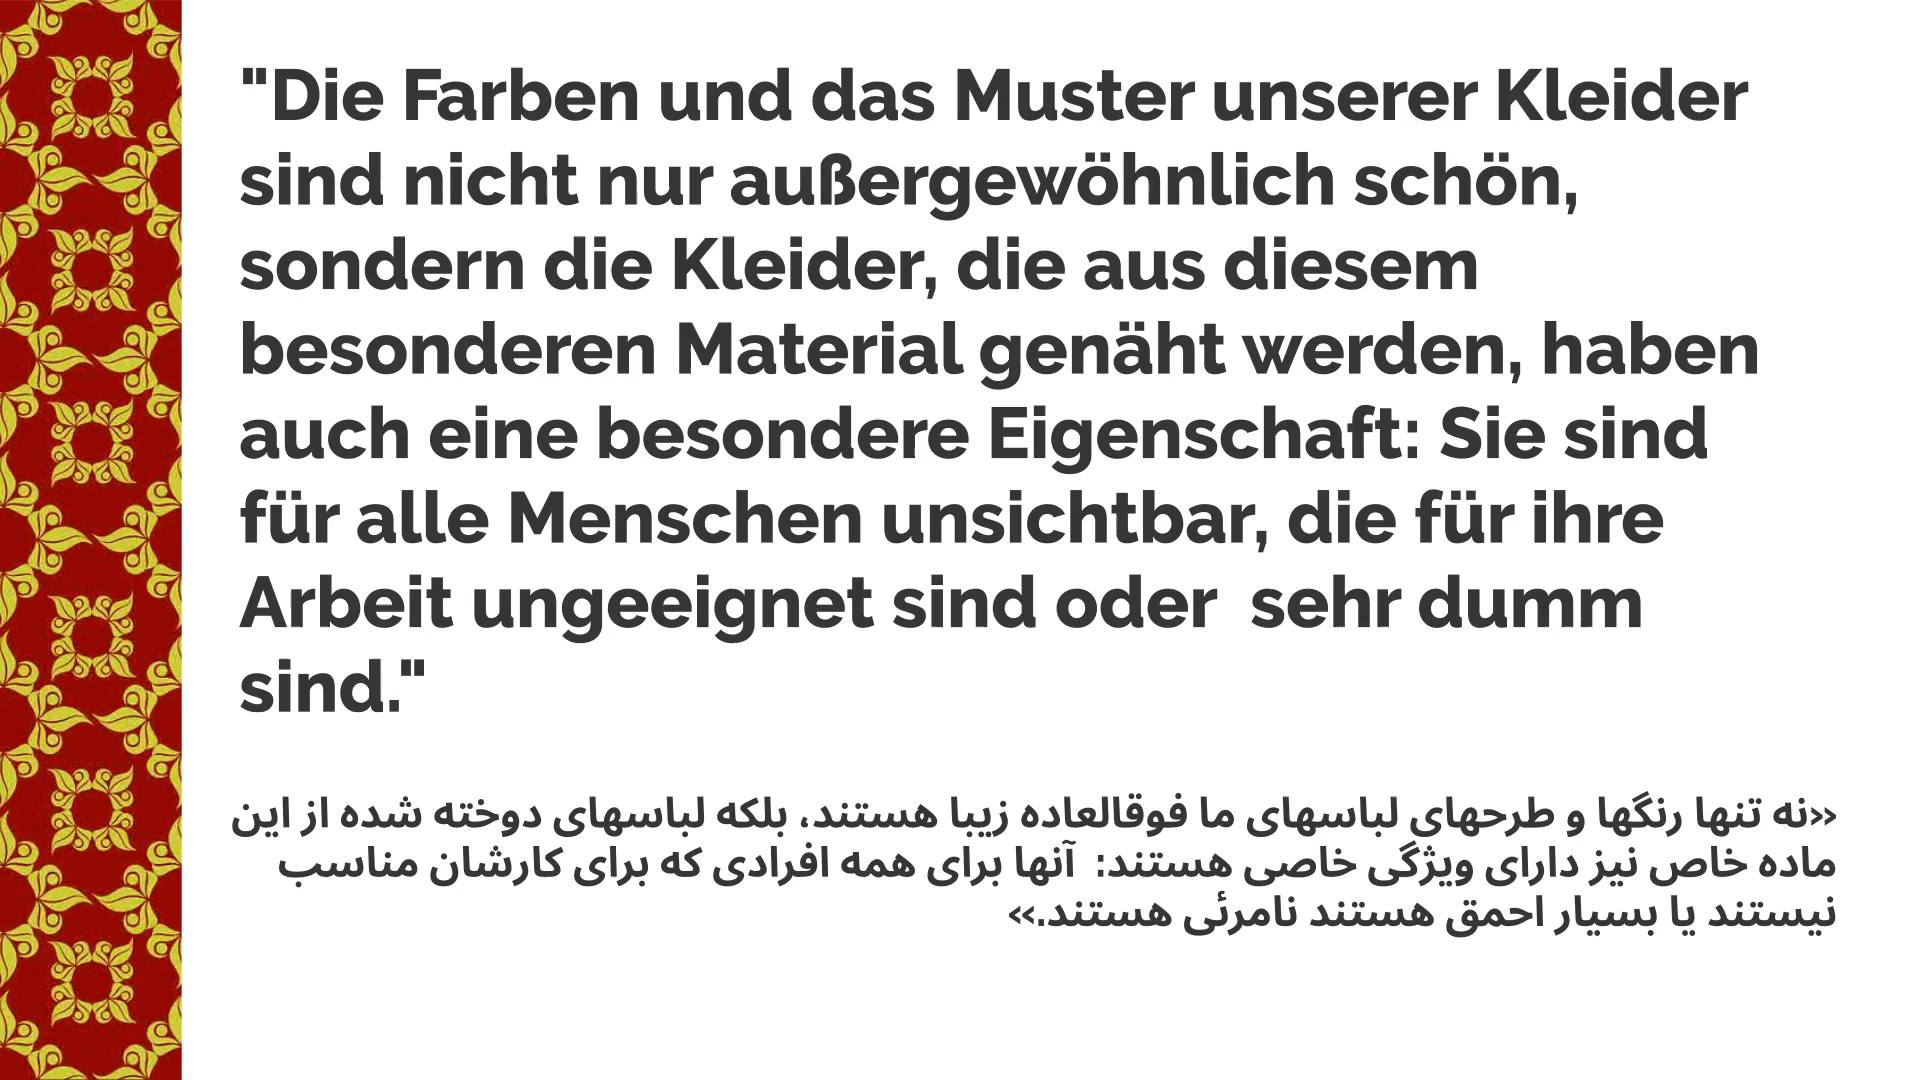 "Die Farben und das Muster unserer Kleider
sind nicht nur außergewöhnlich schön,
sondern die Kleider, die aus diesem
besonderen Material genäht werden, haben
auch eine besondere Eigenschaft: Sie sind
für alle Menschen unsichtbar, die für ihre
Arbeit ungeeignet sind oder  sehr dumm
sind."
«نه تنها رنگها و طرحهای لباسهای ما فوقالعاده زیبا هستند، بلکه لباسهای دوخته شده از این
ماده خاص نیز دارای ویژگی خاصی هستند:  آنها برای همه افرادی که برای کارشان مناسب
نیستند یا بسیار احمق هستند نامرئی هستند.»